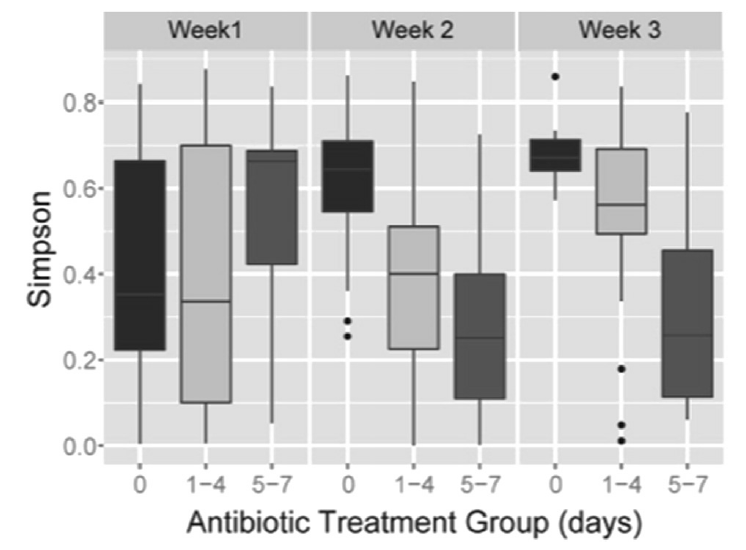 Week1 Week 2 Week 3
Simpson
0.8
0.6
0.4
0.2
0.0
0 1−4 5−7 0 1−4 5−7 0 1−4 5−7
Antibiotic Treatment Group (days)